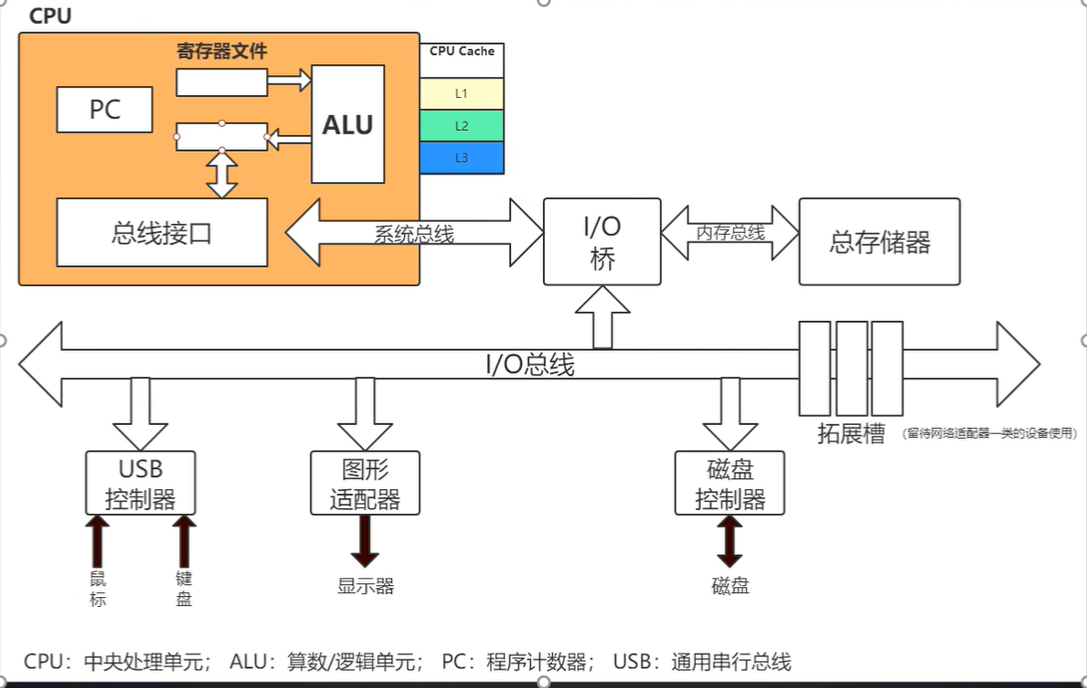 CPU
寄存器文件
CPU Cache
PC
ALU
L1
L2
L3
总线接口
系统总线
I/O
桥
内存总线
总存储器
I/O总线
拓展槽
(留待网络适配器一类的设备使用)
USB
控制器
图形
适配器
磁盘
控制器
鼠
标
键
盘
显示器
磁盘
CPU：中央处理单元； ALU：算数/逻辑单元； PC：程序计数器； USB：通用串行总线